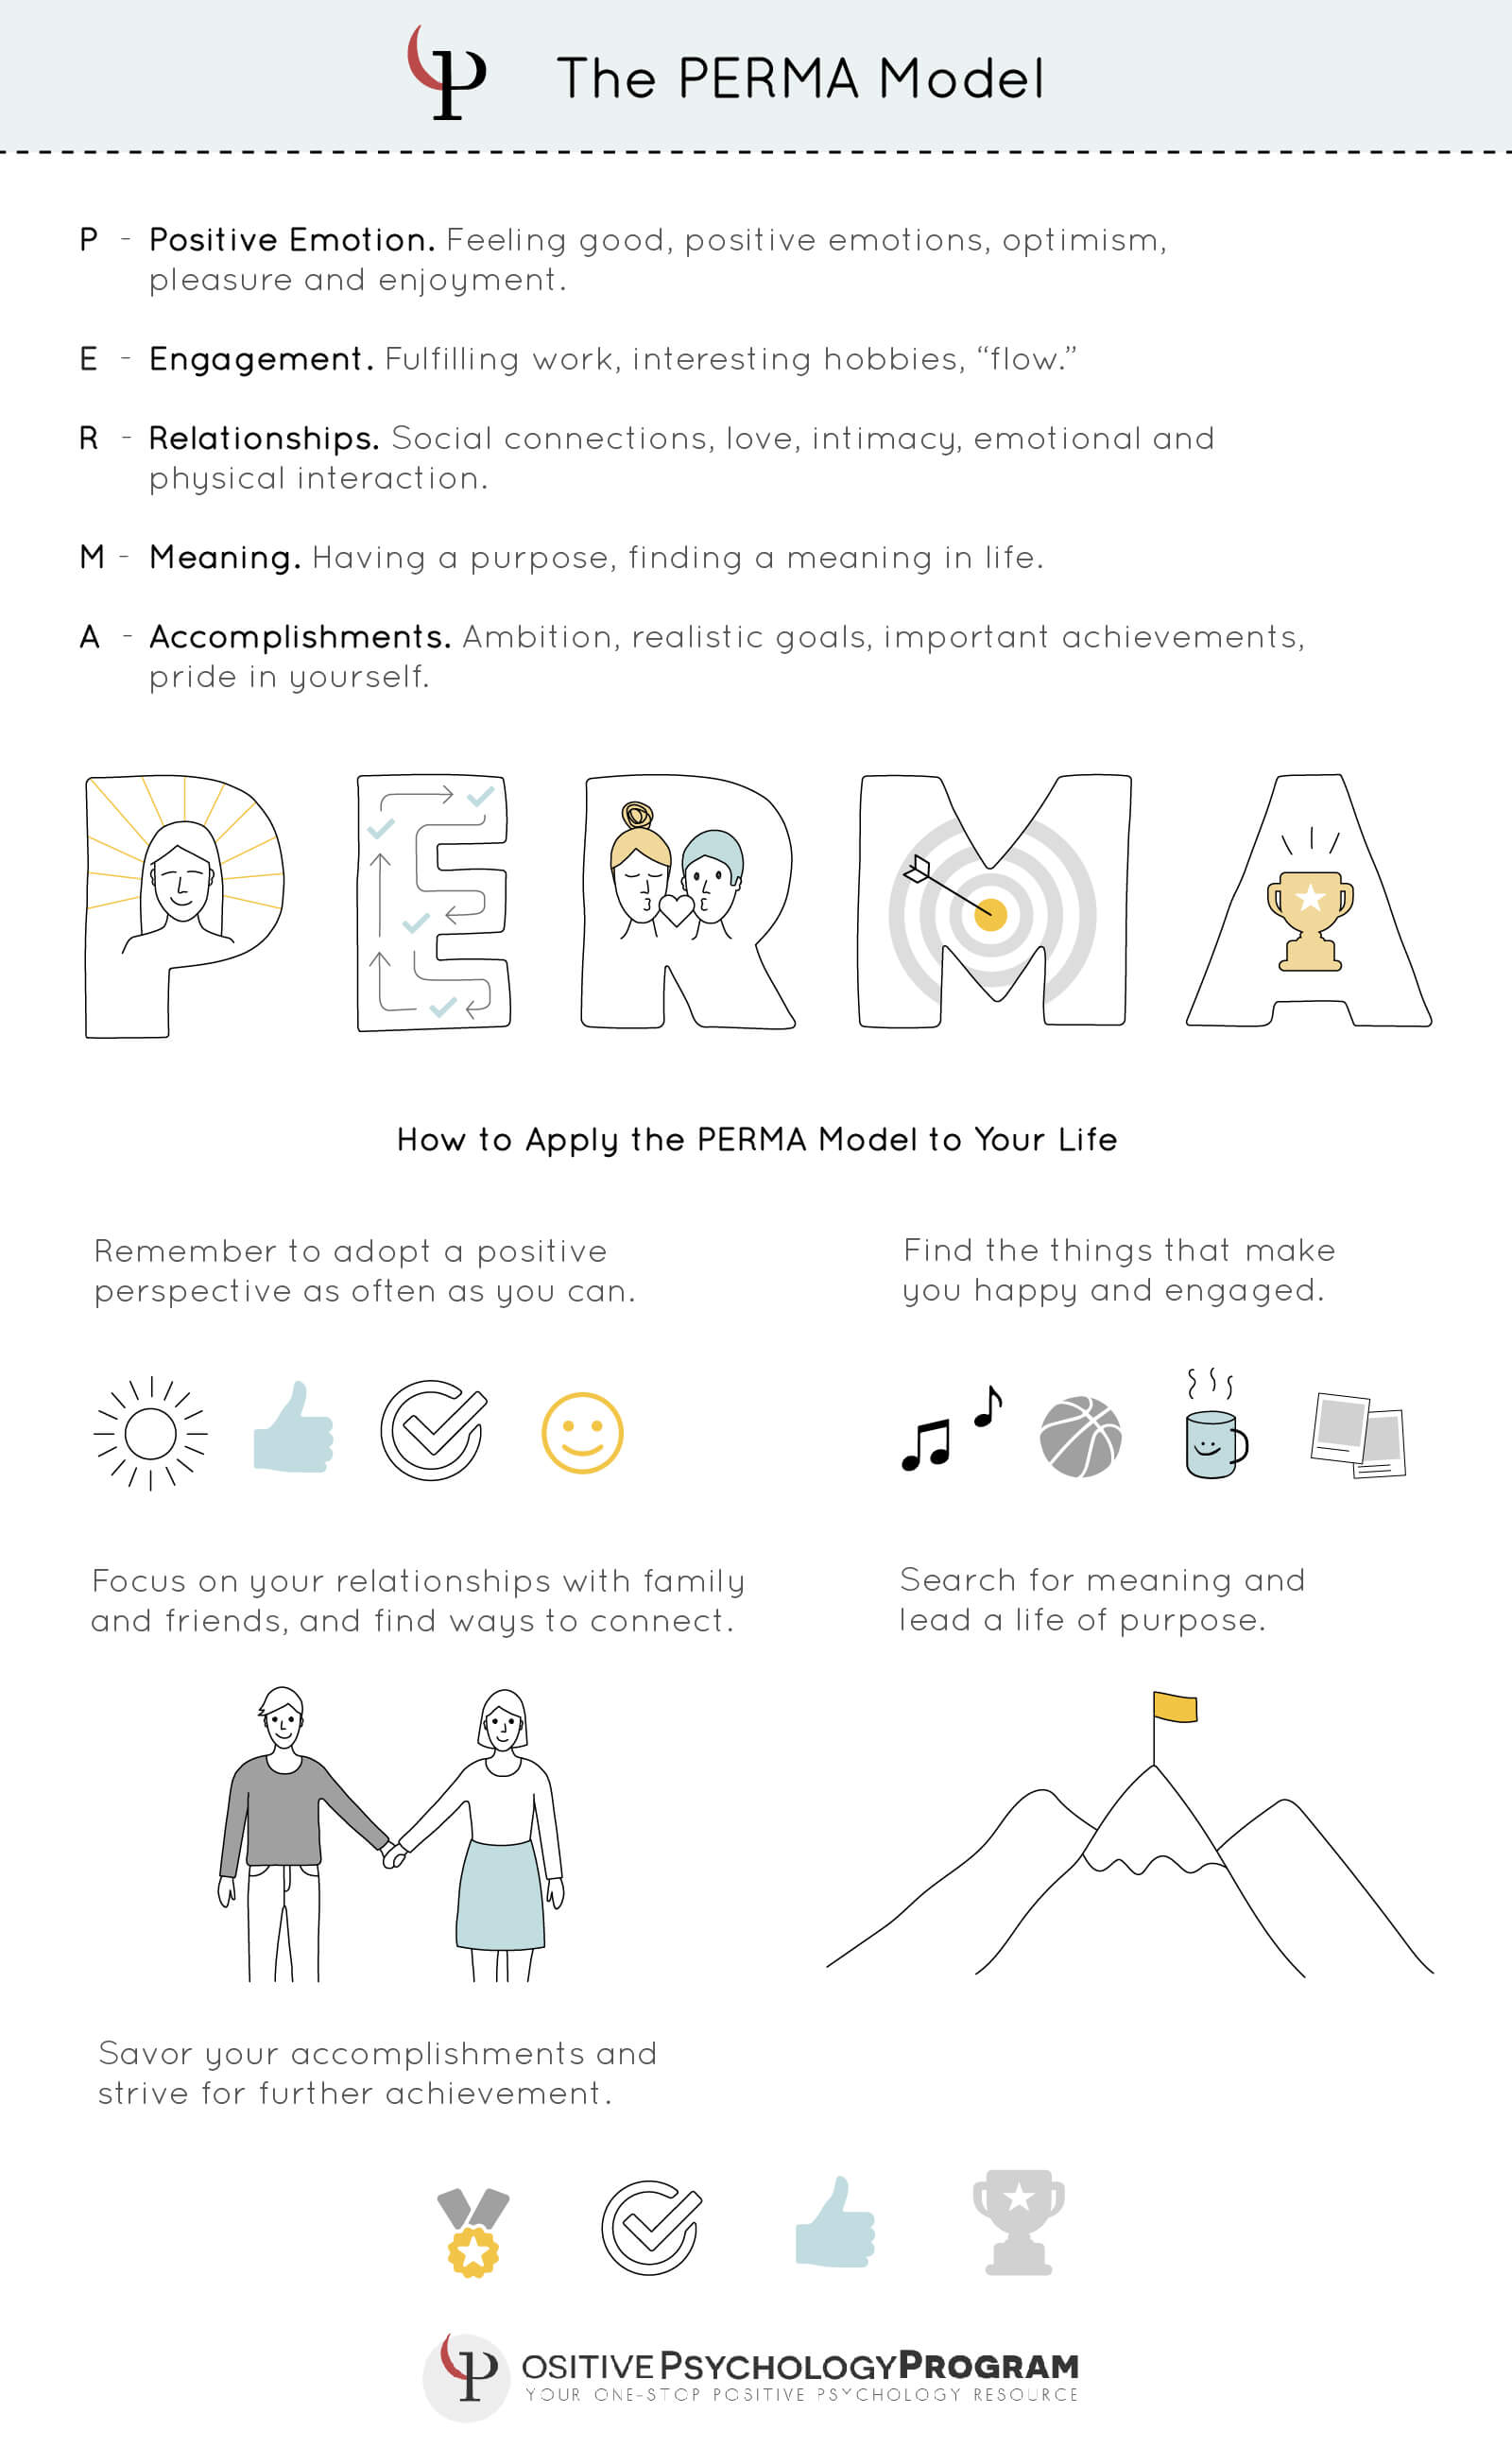 The PERMA Model
P - Positive Emotion. Feeling good, positive emotions, optimism,
pleasure and enjoyment.
E - Engagement. Fulfilling work, interesting hobbies, “flow.”
R - Relationships. Social connections, love, intimacy, emotional and
physical interaction.
M - Meaning. Having a purpose, finding a meaning in life.
A - Accomplishments. Ambition, realistic goals, important achievements,
pride in yourself.
PERMA
How to Apply the PERMA Model to Your Life
Remember to adopt a positive
perspective as often as you can.
Find the things that make
you happy and engaged.
Focus on your relationships with family
and friends, and find ways to connect.
Search for meaning and
lead a life of purpose.
Savor your accomplishments and
strive for further achievement.
POSITIVE PSYCHOLOGY PROGRAM
YOUR ONE-STOP POSITIVE PSYCHOLOGY RESOURCE